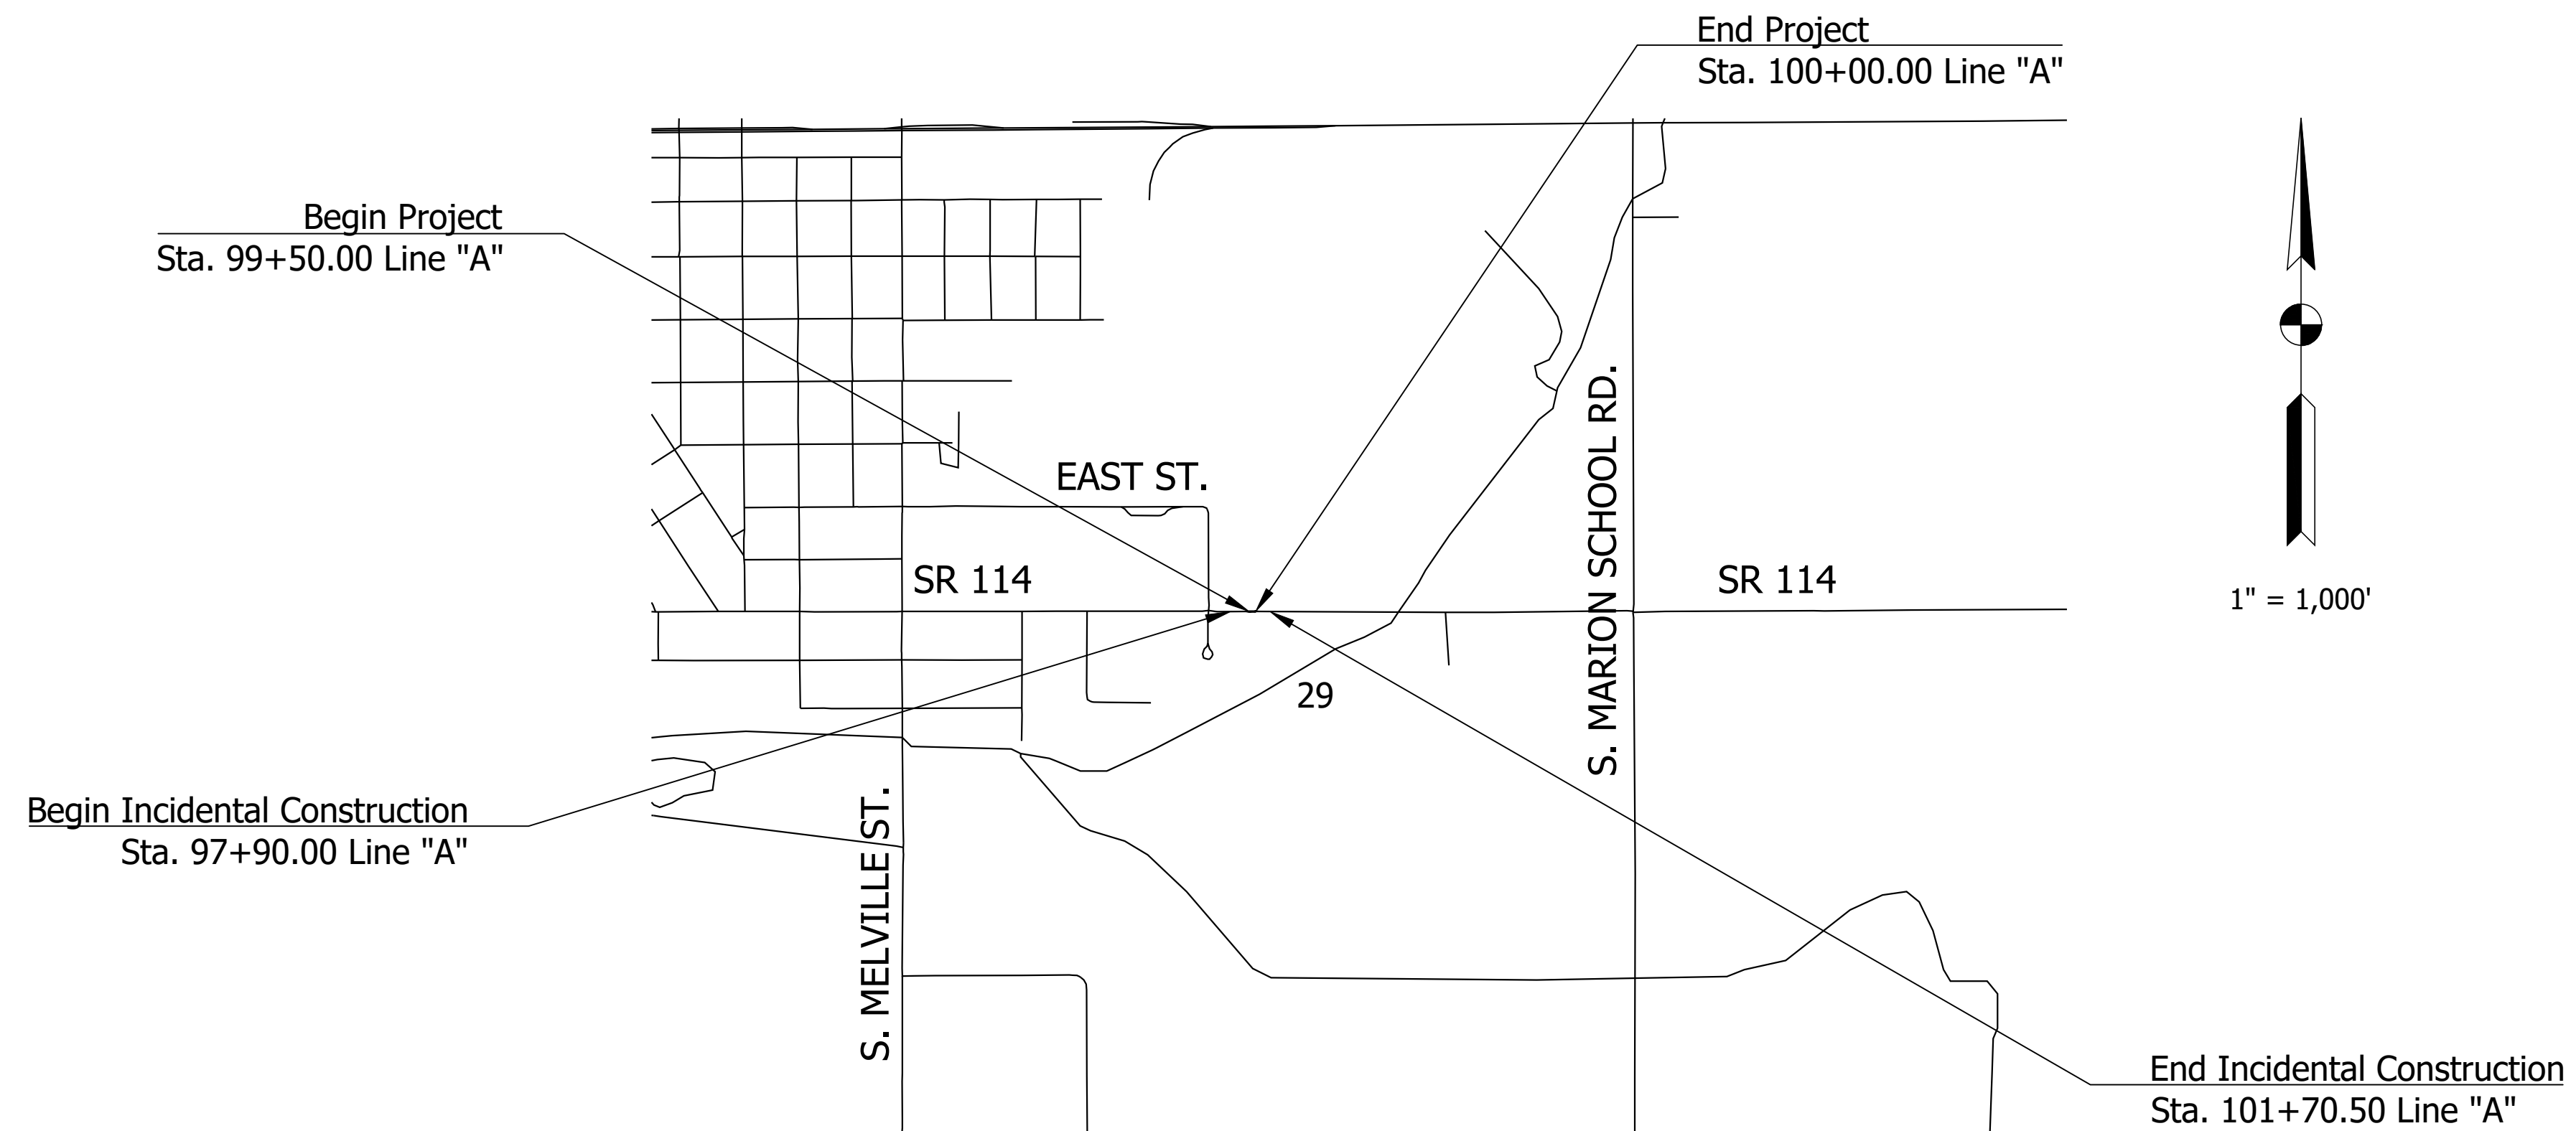 End Project
Sta. 100+00.00 Line "A"
Begin Project
Sta. 99+50.00 Line "A"
EAST ST.
S. MARION SCHOOL RD.
SR 114
SR 114
1" = 1,000'
29
S. MELVILLE ST.
Begin Incidental Construction
Sta. 97+90.00 Line "A"
End Incidental Construction
Sta. 101+70.50 Line "A"